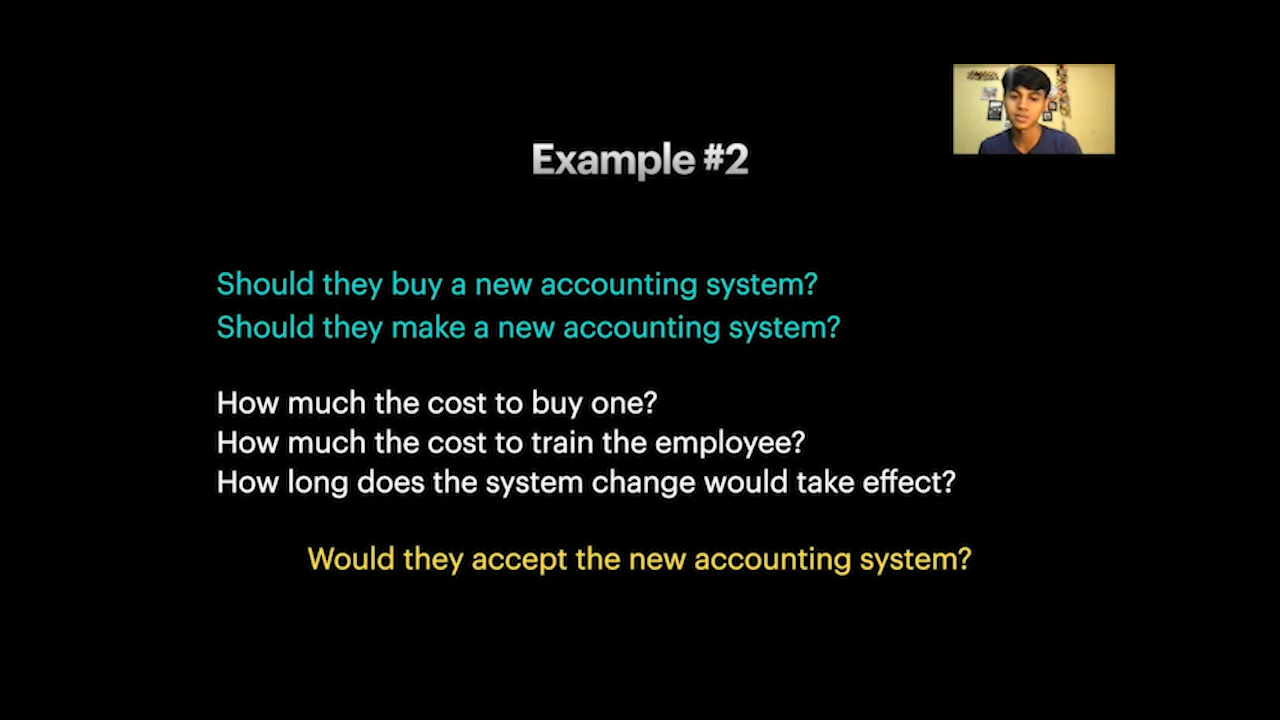 Example #2
Should they buy a new accounting system?
Should they make a new accounting system?
How much the cost to buy one?
How much the cost to train the employee?
How long does the system change would take effect?
Would they accept the new accounting system?